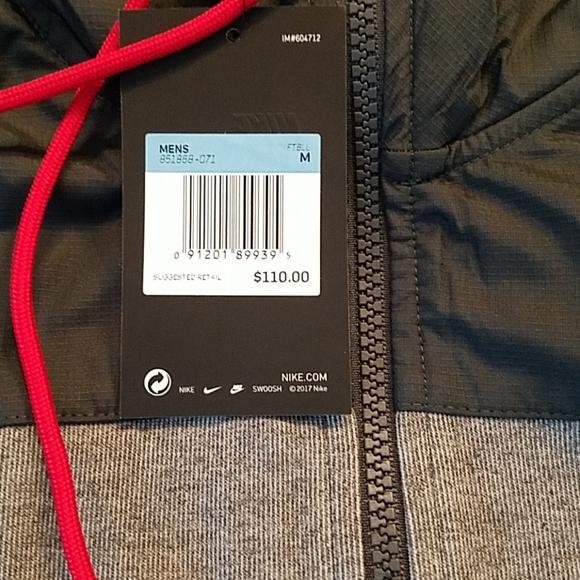 IM#604712
MENS FTBLL
851868-071 M
0 91201 89939 5
SUGGESTED RETAIL $110.00
NIKE.COM
NIKE SWOOSH © 2017 Nike